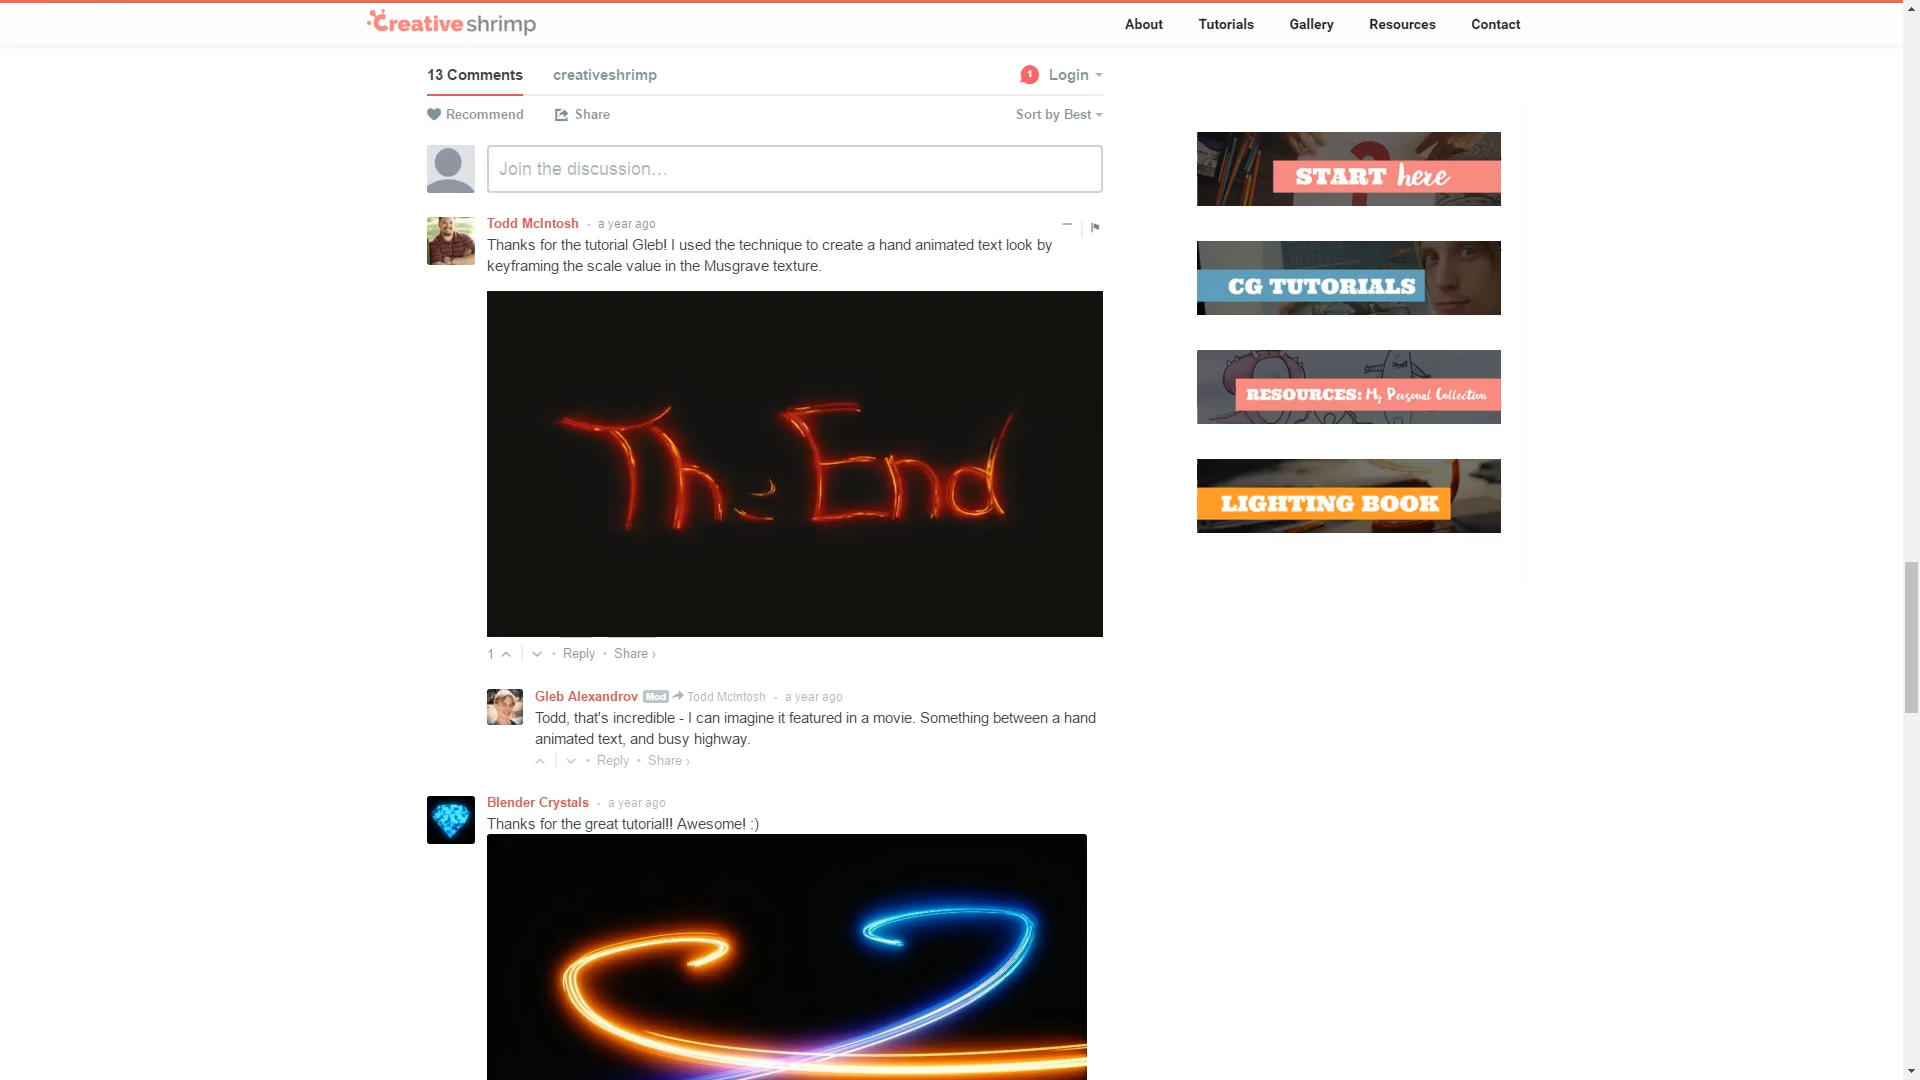 Creative shrimp
About Tutorials Gallery Resources Contact
13 Comments creativeshrimp 1 Login
Recommend Share Sort by Best
Join the discussion…
Todd McIntosh - a year ago
Thanks for the tutorial Gleb! I used the technique to create a hand animated text look by
keyframing the scale value in the Musgrave texture.
The End
1 Reply Share ›
Gleb Alexandrov Mod Todd McIntosh - a year ago
Todd, that's incredible - I can imagine it featured in a movie. Something between a hand
animated text, and busy highway.
Reply Share ›
Blender Crystals - a year ago
Thanks for the great tutorial!! Awesome! :)
START here
CG TUTORIALS
RESOURCES: My Personal Collection
LIGHTING BOOK